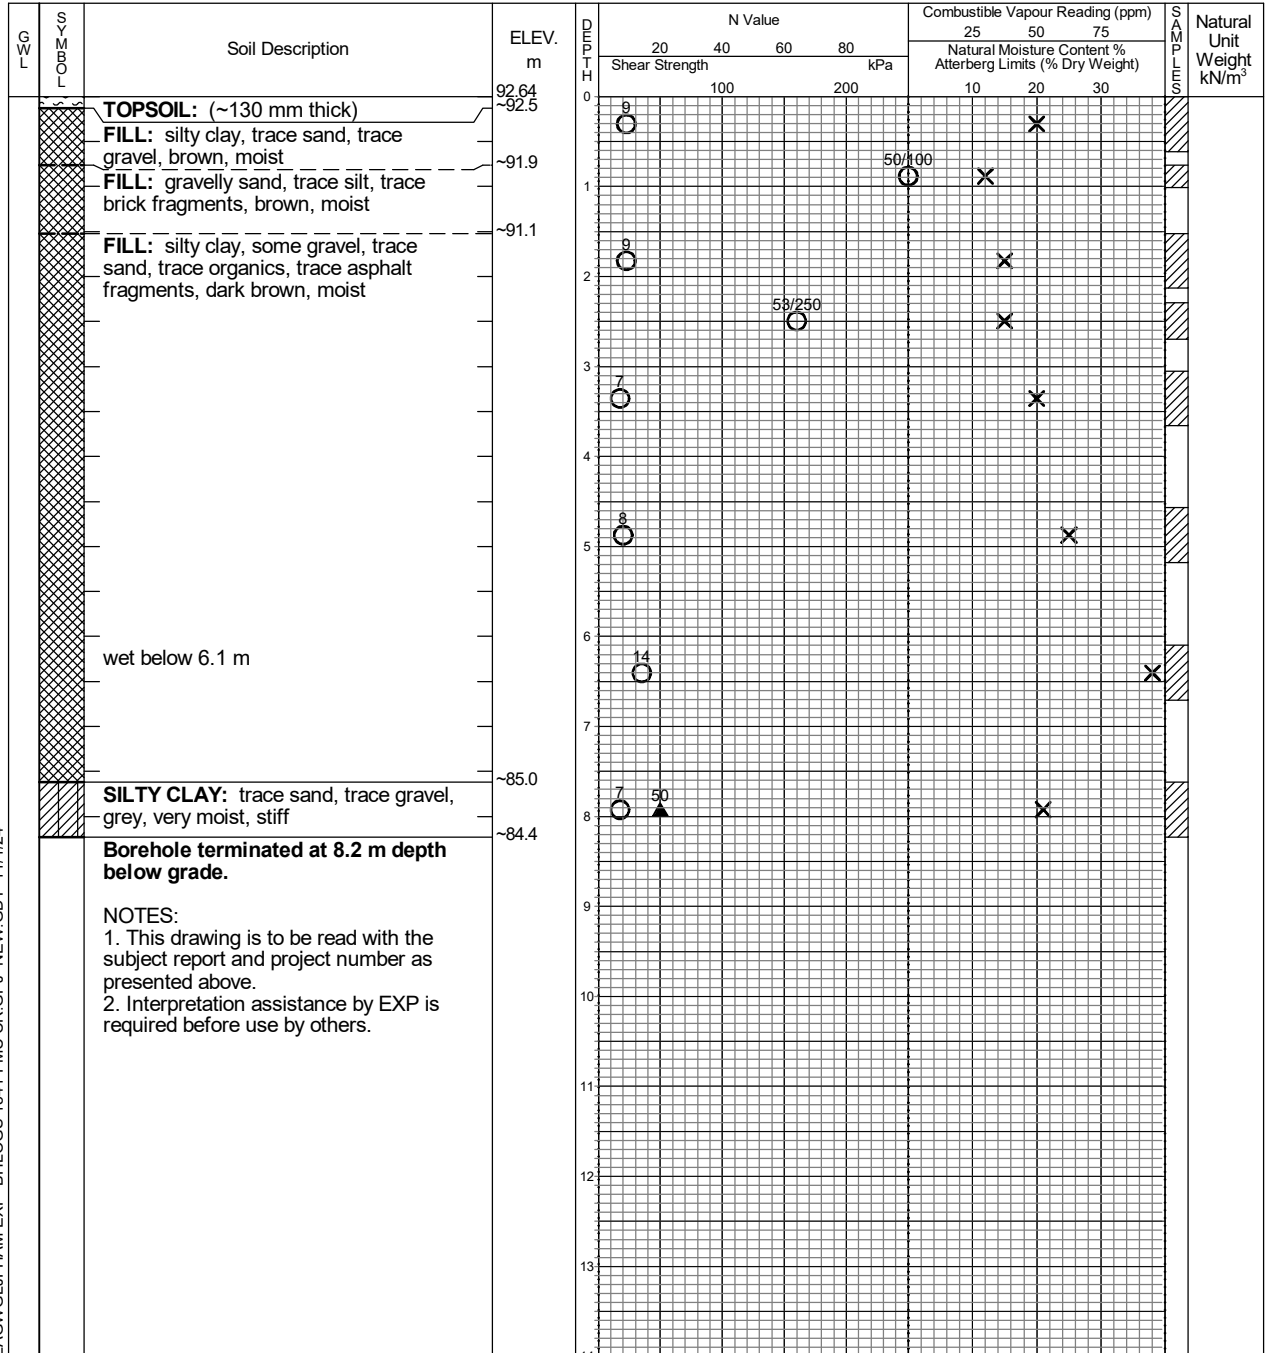 GWL
SYMBOL
Soil Description
ELEV.
m
DEPTH
N Value
20 40 60 80
Shear Strength kPa
100 200
Combustible Vapour Reading (ppm)
25 50 75
Natural Moisture Content %
Atterberg Limits (% Dry Weight)
10 20 30
SAMPLES
Natural
Unit
Weight
kN/m³
92.64
0
TOPSOIL: (~130 mm thick)
~92.5
9
FILL: silty clay, trace sand, trace
gravel, brown, moist
~91.9
50/100
FILL: gravelly sand, trace silt, trace
brick fragments, brown, moist
1
~91.1
FILL: silty clay, some gravel, trace
sand, trace organics, trace asphalt
fragments, dark brown, moist
9
2
53/250
3
7
4
8
5
6
wet below 6.1 m
14
7
~85.0
SILTY CLAY: trace sand, trace gravel,
grey, very moist, stiff
7 50
8
~84.4
Borehole terminated at 8.2 m depth
below grade.
9
NOTES:
1. This drawing is to be read with the
subject report and project number as
presented above.
2. Interpretation assistance by EXP is
required before use by others.
10
11
12
13